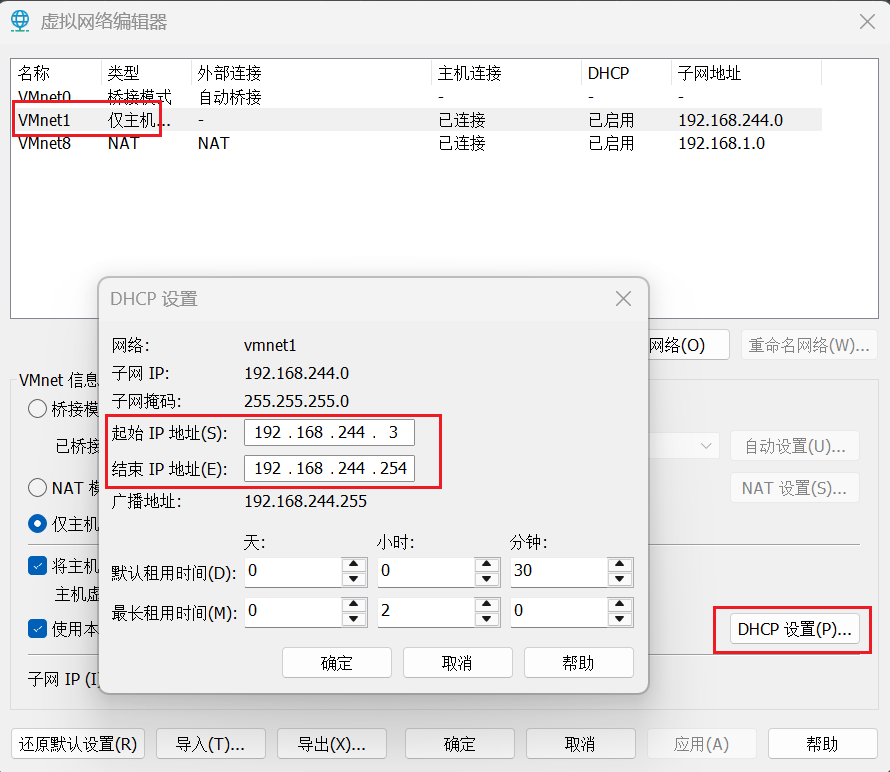 虚拟网络编辑器
名称 类型 外部连接 主机连接 DHCP 子网地址
VMnet0 桥接模式 自动桥接 - - -
VMnet1 仅主机... - 已连接 已启用 192.168.244.0
VMnet8 NAT NAT 已连接 已启用 192.168.1.0
网络(O) 重命名网络(W)...
VMnet 信息
桥接模
已桥接
自动设置(U)...
NAT 模
NAT 设置(S)...
仅主机
将主机
主机虚
使用本
DHCP 设置(P)...
子网 IP (I)
DHCP 设置
网络: vmnet1
子网 IP: 192.168.244.0
子网掩码: 255.255.255.0
起始 IP 地址(S): 192 . 168 . 244 . 3
结束 IP 地址(E): 192 . 168 . 244 . 254
广播地址: 192.168.244.255
天: 小时: 分钟:
默认租用时间(D): 0 0 30
最长租用时间(M): 0 2 0
确定 取消 帮助
还原默认设置(R) 导入(T)... 导出(X)... 确定 取消 应用(A) 帮助